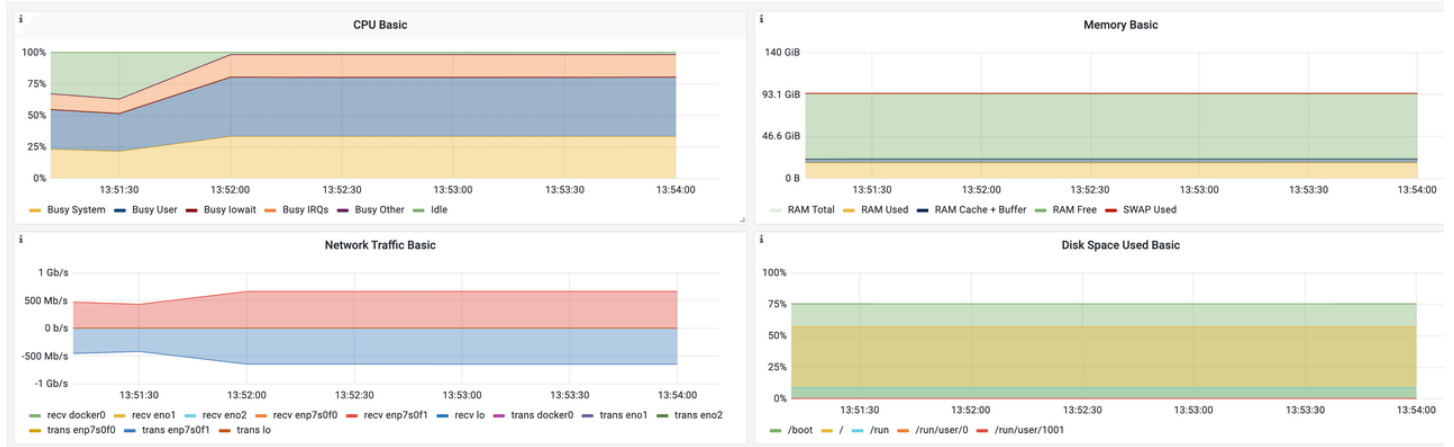 CPU Basic
100%
75%
50%
25%
0%
13:51:30 13:52:00 13:52:30 13:53:00 13:53:30 13:54:00
Busy System Busy User Busy Iowait Busy IRQs Busy Other Idle
Memory Basic
140 GiB
93.1 GiB
46.6 GiB
0 B
13:51:30 13:52:00 13:52:30 13:53:00 13:53:30 13:54:00
RAM Total RAM Used RAM Cache + Buffer RAM Free SWAP Used
Network Traffic Basic
1 Gb/s
500 Mb/s
0 b/s
-500 Mb/s
-1 Gb/s
13:51:30 13:52:00 13:52:30 13:53:00 13:53:30 13:54:00
recv docker0 recv eno1 recv eno2 recv enp7s0f0 recv enp7s0f1 recv lo trans docker0 trans eno1 trans eno2
trans enp7s0f0 trans enp7s0f1 trans lo
Disk Space Used Basic
100%
75%
50%
25%
0%
13:51:30 13:52:00 13:52:30 13:53:00 13:53:30 13:54:00
/boot / /run /run/user/0 /run/user/1001